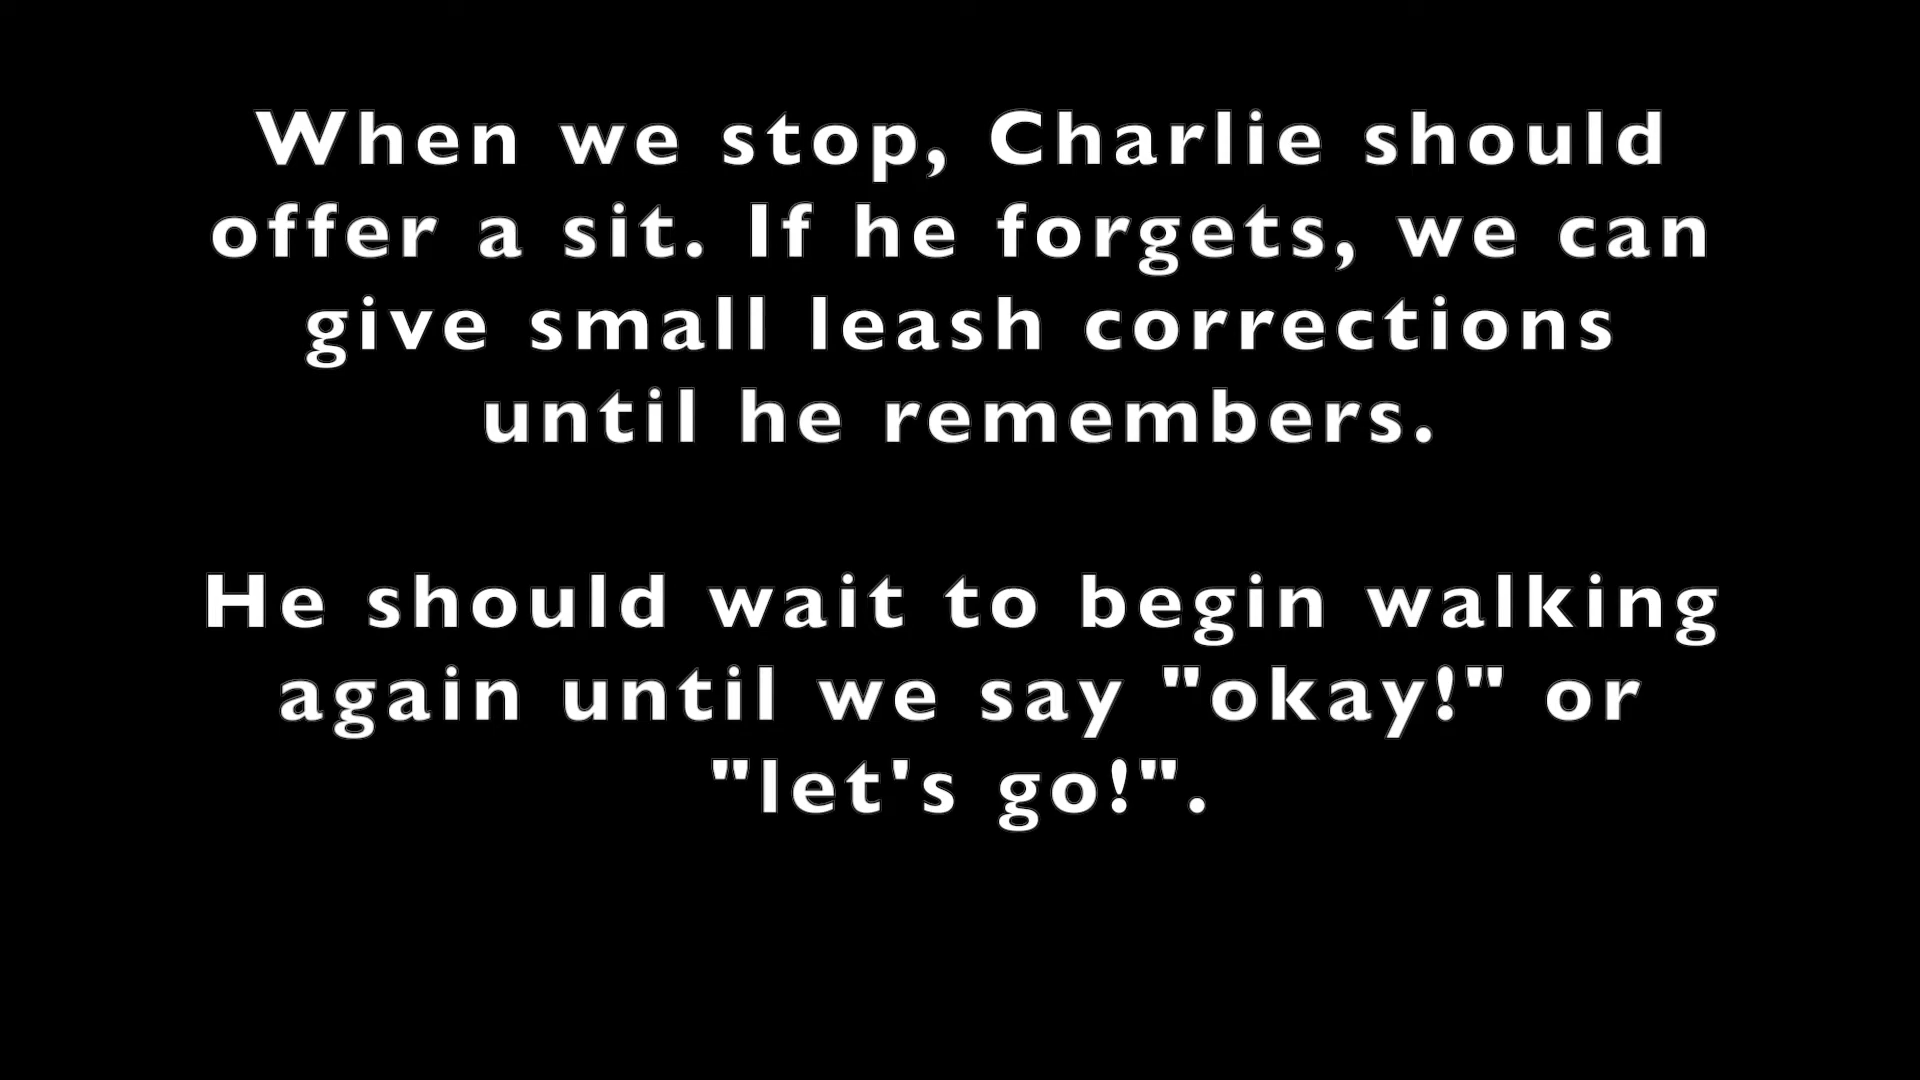 When we stop, Charlie should
offer a sit. If he forgets, we can
give small leash corrections
until he remembers.
He should wait to begin walking
again until we say "okay!" or
"let's go!".